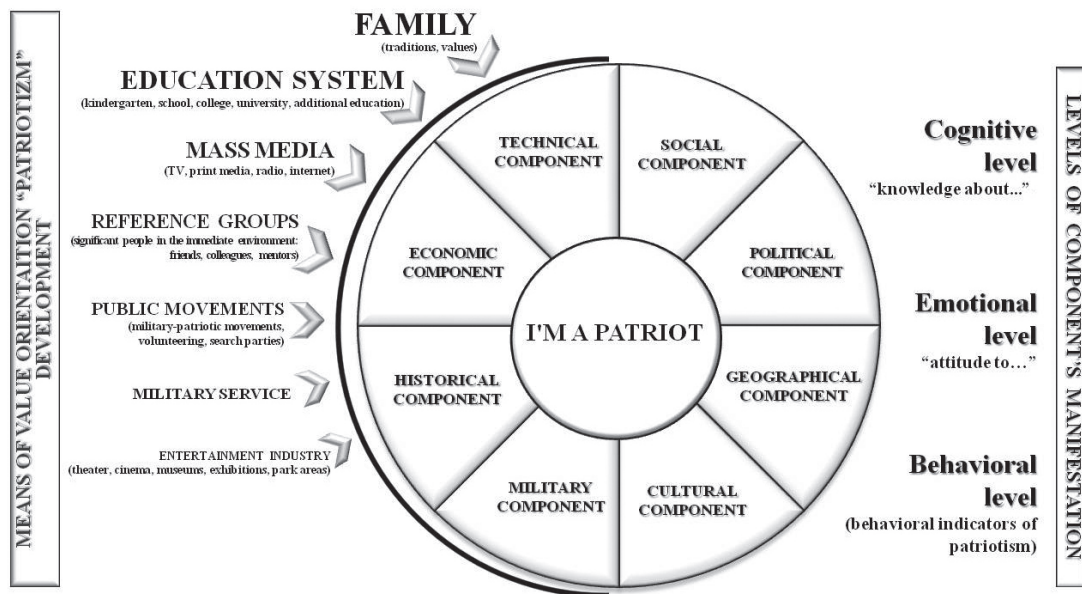 MEANS OF VALUE ORIENTAITION “PATRIOTIZM”
DEVELOPMENT
FAMILY
(traditions, values)
EDUCATION SYSTEM
(kindergarten, school, college, university, additional education)
MASS MEDIA
(TV, print media, radio, internet)
REFERENCE GROUPS
(significant people in the immediate environment:
friends, colleagues, mentors)
PUBLIC MOVEMENTS
(military-patriotic movements,
volunteering, search parties)
MILITARY SERVICE
ENTERTAINMENT INDUSTRY
(theater, cinema, museums, exhibitions, park areas)
TECHNICAL
COMPONENT
SOCIAL
COMPONENT
ECONOMIC
COMPONENT
POLITICAL
COMPONENT
I'M A PATRIOT
HISTORICAL
COMPONENT
GEOGRAPHICAL
COMPONENT
MILITARY
COMPONENT
CULTURAL
COMPONENT
Cognitive
level
“knowledge about...”
Emotional
level
“attitude to…”
Behavioral
level
(behavioral indicators of
patriotism)
LEVELS OF COMPONENT'S MANIFESTATION